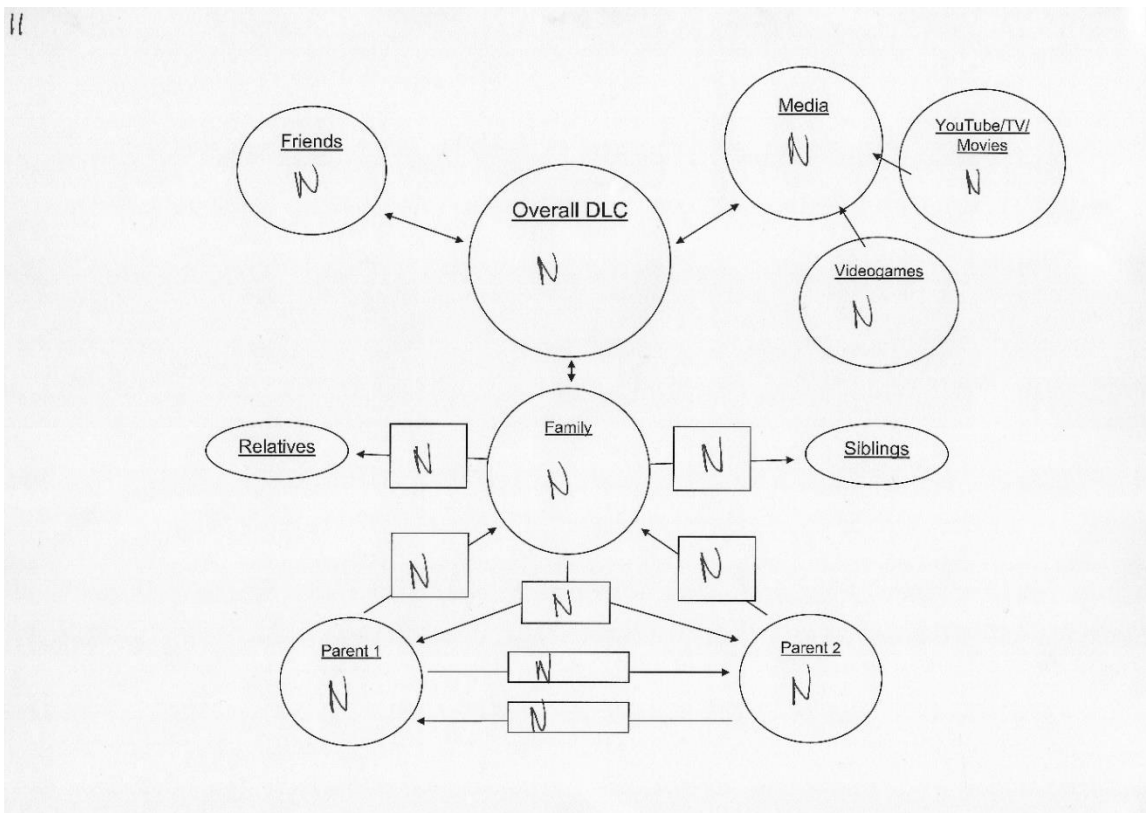 11
Friends
N
Media
N
YouTube/TV/
Movies
N
Overall DLC
N
Videogames
N
Relatives
N
Family
N
N
Siblings
N
N
N
Parent 1
N
N
N
Parent 2
N